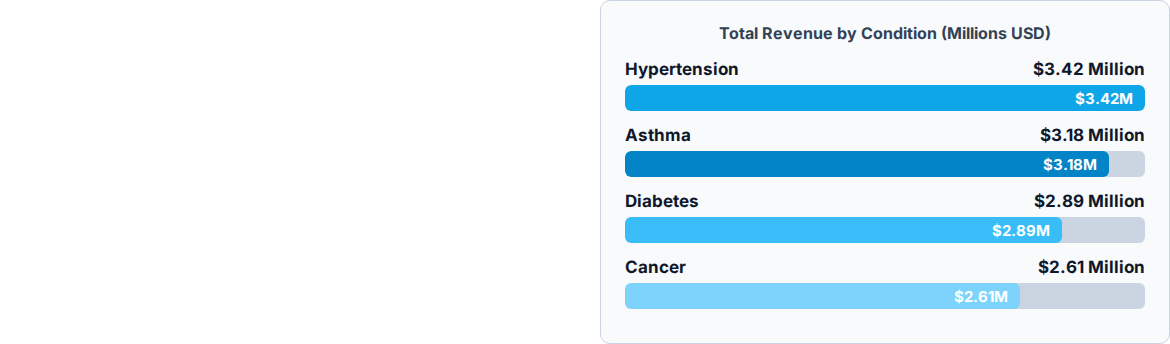 Total Revenue by Condition (Millions USD)
Hypertension $3.42 Million
$3.42M
Asthma $3.18 Million
$3.18M
Diabetes $2.89 Million
$2.89M
Cancer $2.61 Million
$2.61M